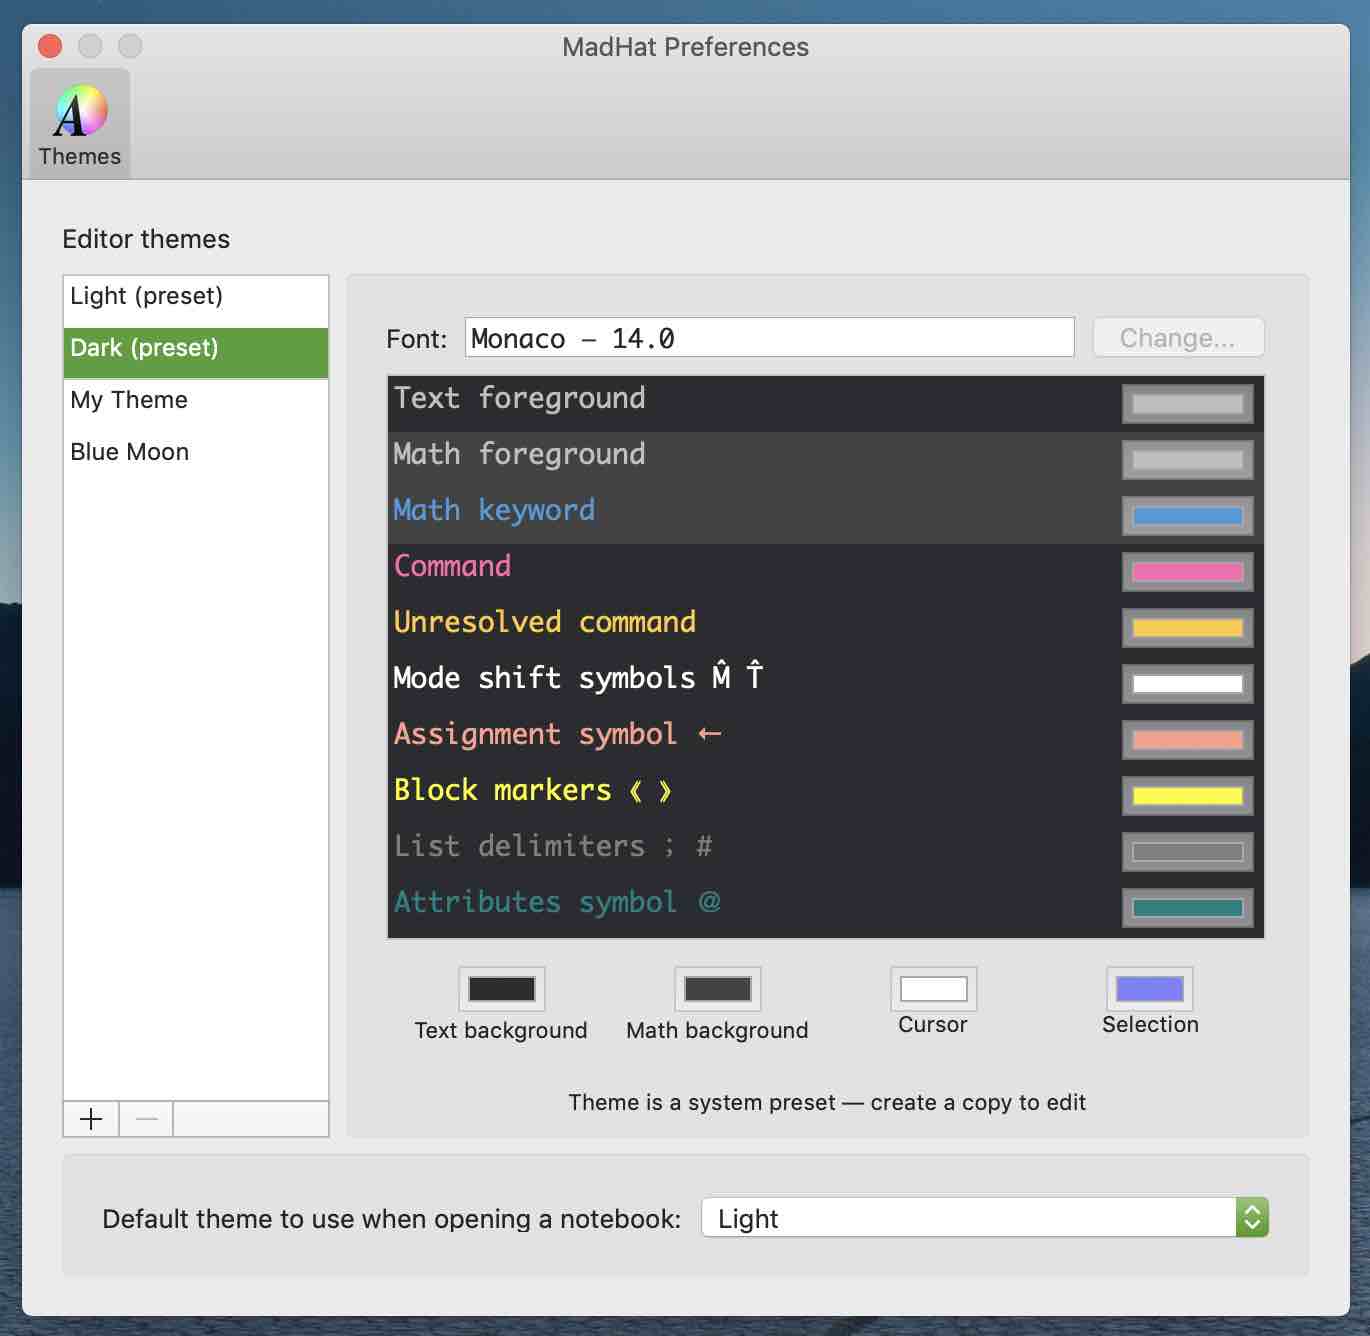 MadHat Preferences
Themes
Editor themes
Light (preset)
Dark (preset)
My Theme
Blue Moon
Font: Monaco – 14.0 Change...
Text foreground
Math foreground
Math keyword
Command
Unresolved command
Mode shift symbols M̂ T̂
Assignment symbol ←
Block markers ⟪ ⟫
List delimiters ; #
Attributes symbol @
Text background Math background Cursor Selection
Theme is a system preset — create a copy to edit
Default theme to use when opening a notebook: Light